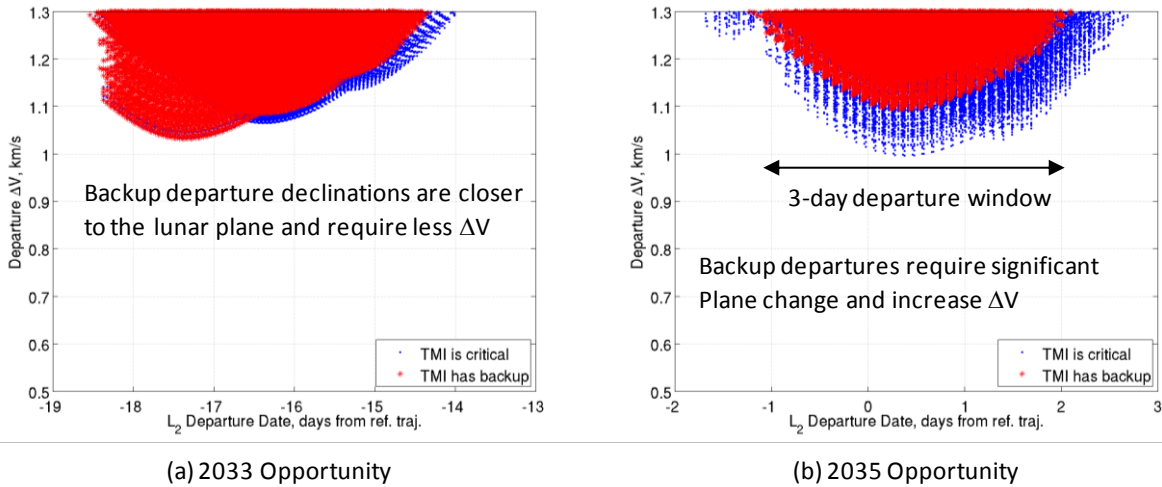 1.3
1.2
1.1
1
0.9
0.8
0.7
0.6
0.5
Departure ΔV, km/s
Backup departure declinations are closer
to the lunar plane and require less ΔV
TMI is critical
TMI has backup
-19 -18 -17 -16 -15 -14 -13
L2 Departure Date, days from ref. traj.
(a) 2033 Opportunity
1.3
1.2
1.1
1
0.9
0.8
0.7
0.6
0.5
Departure ΔV, km/s
3-day departure window
Backup departures require significant
Plane change and increase ΔV
TMI is critical
TMI has backup
-2 -1 0 1 2 3
L2 Departure Date, days from ref. traj.
(b) 2035 Opportunity